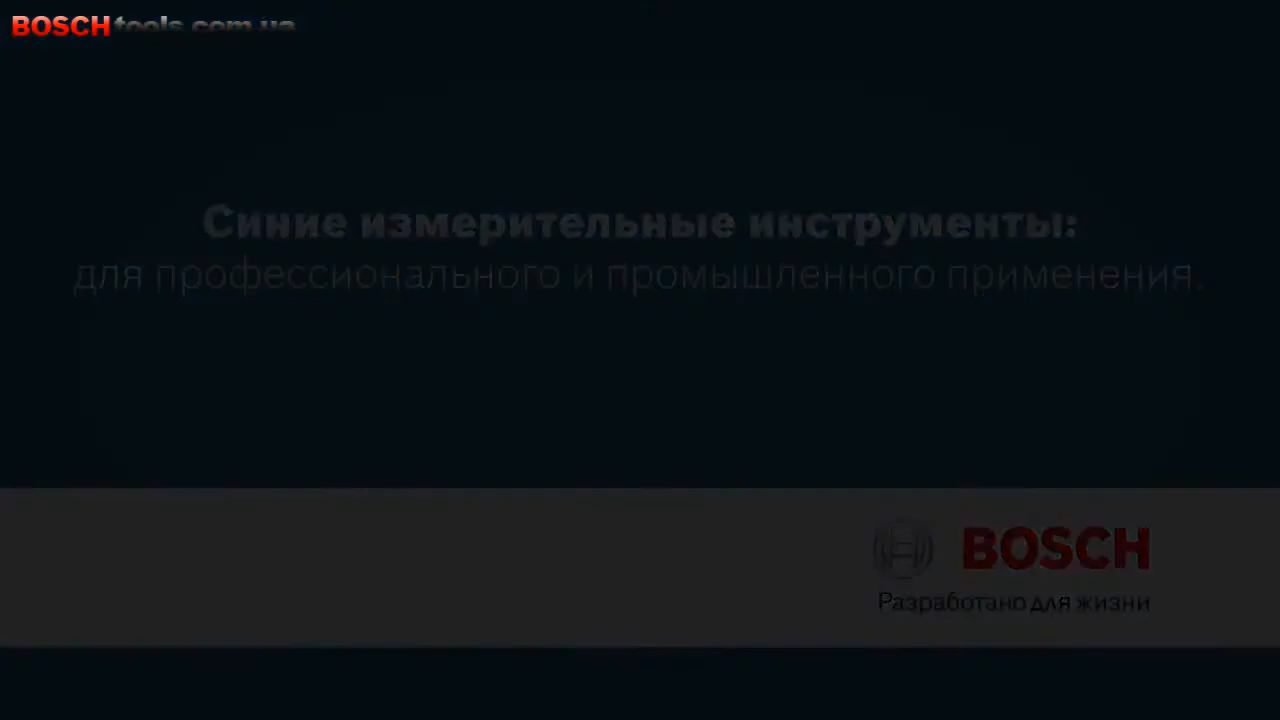 BOSCHtools.com.ua
Синие измерительные инструменты:
для профессионального и промышленного применения.
BOSCH
Разработано для жизни